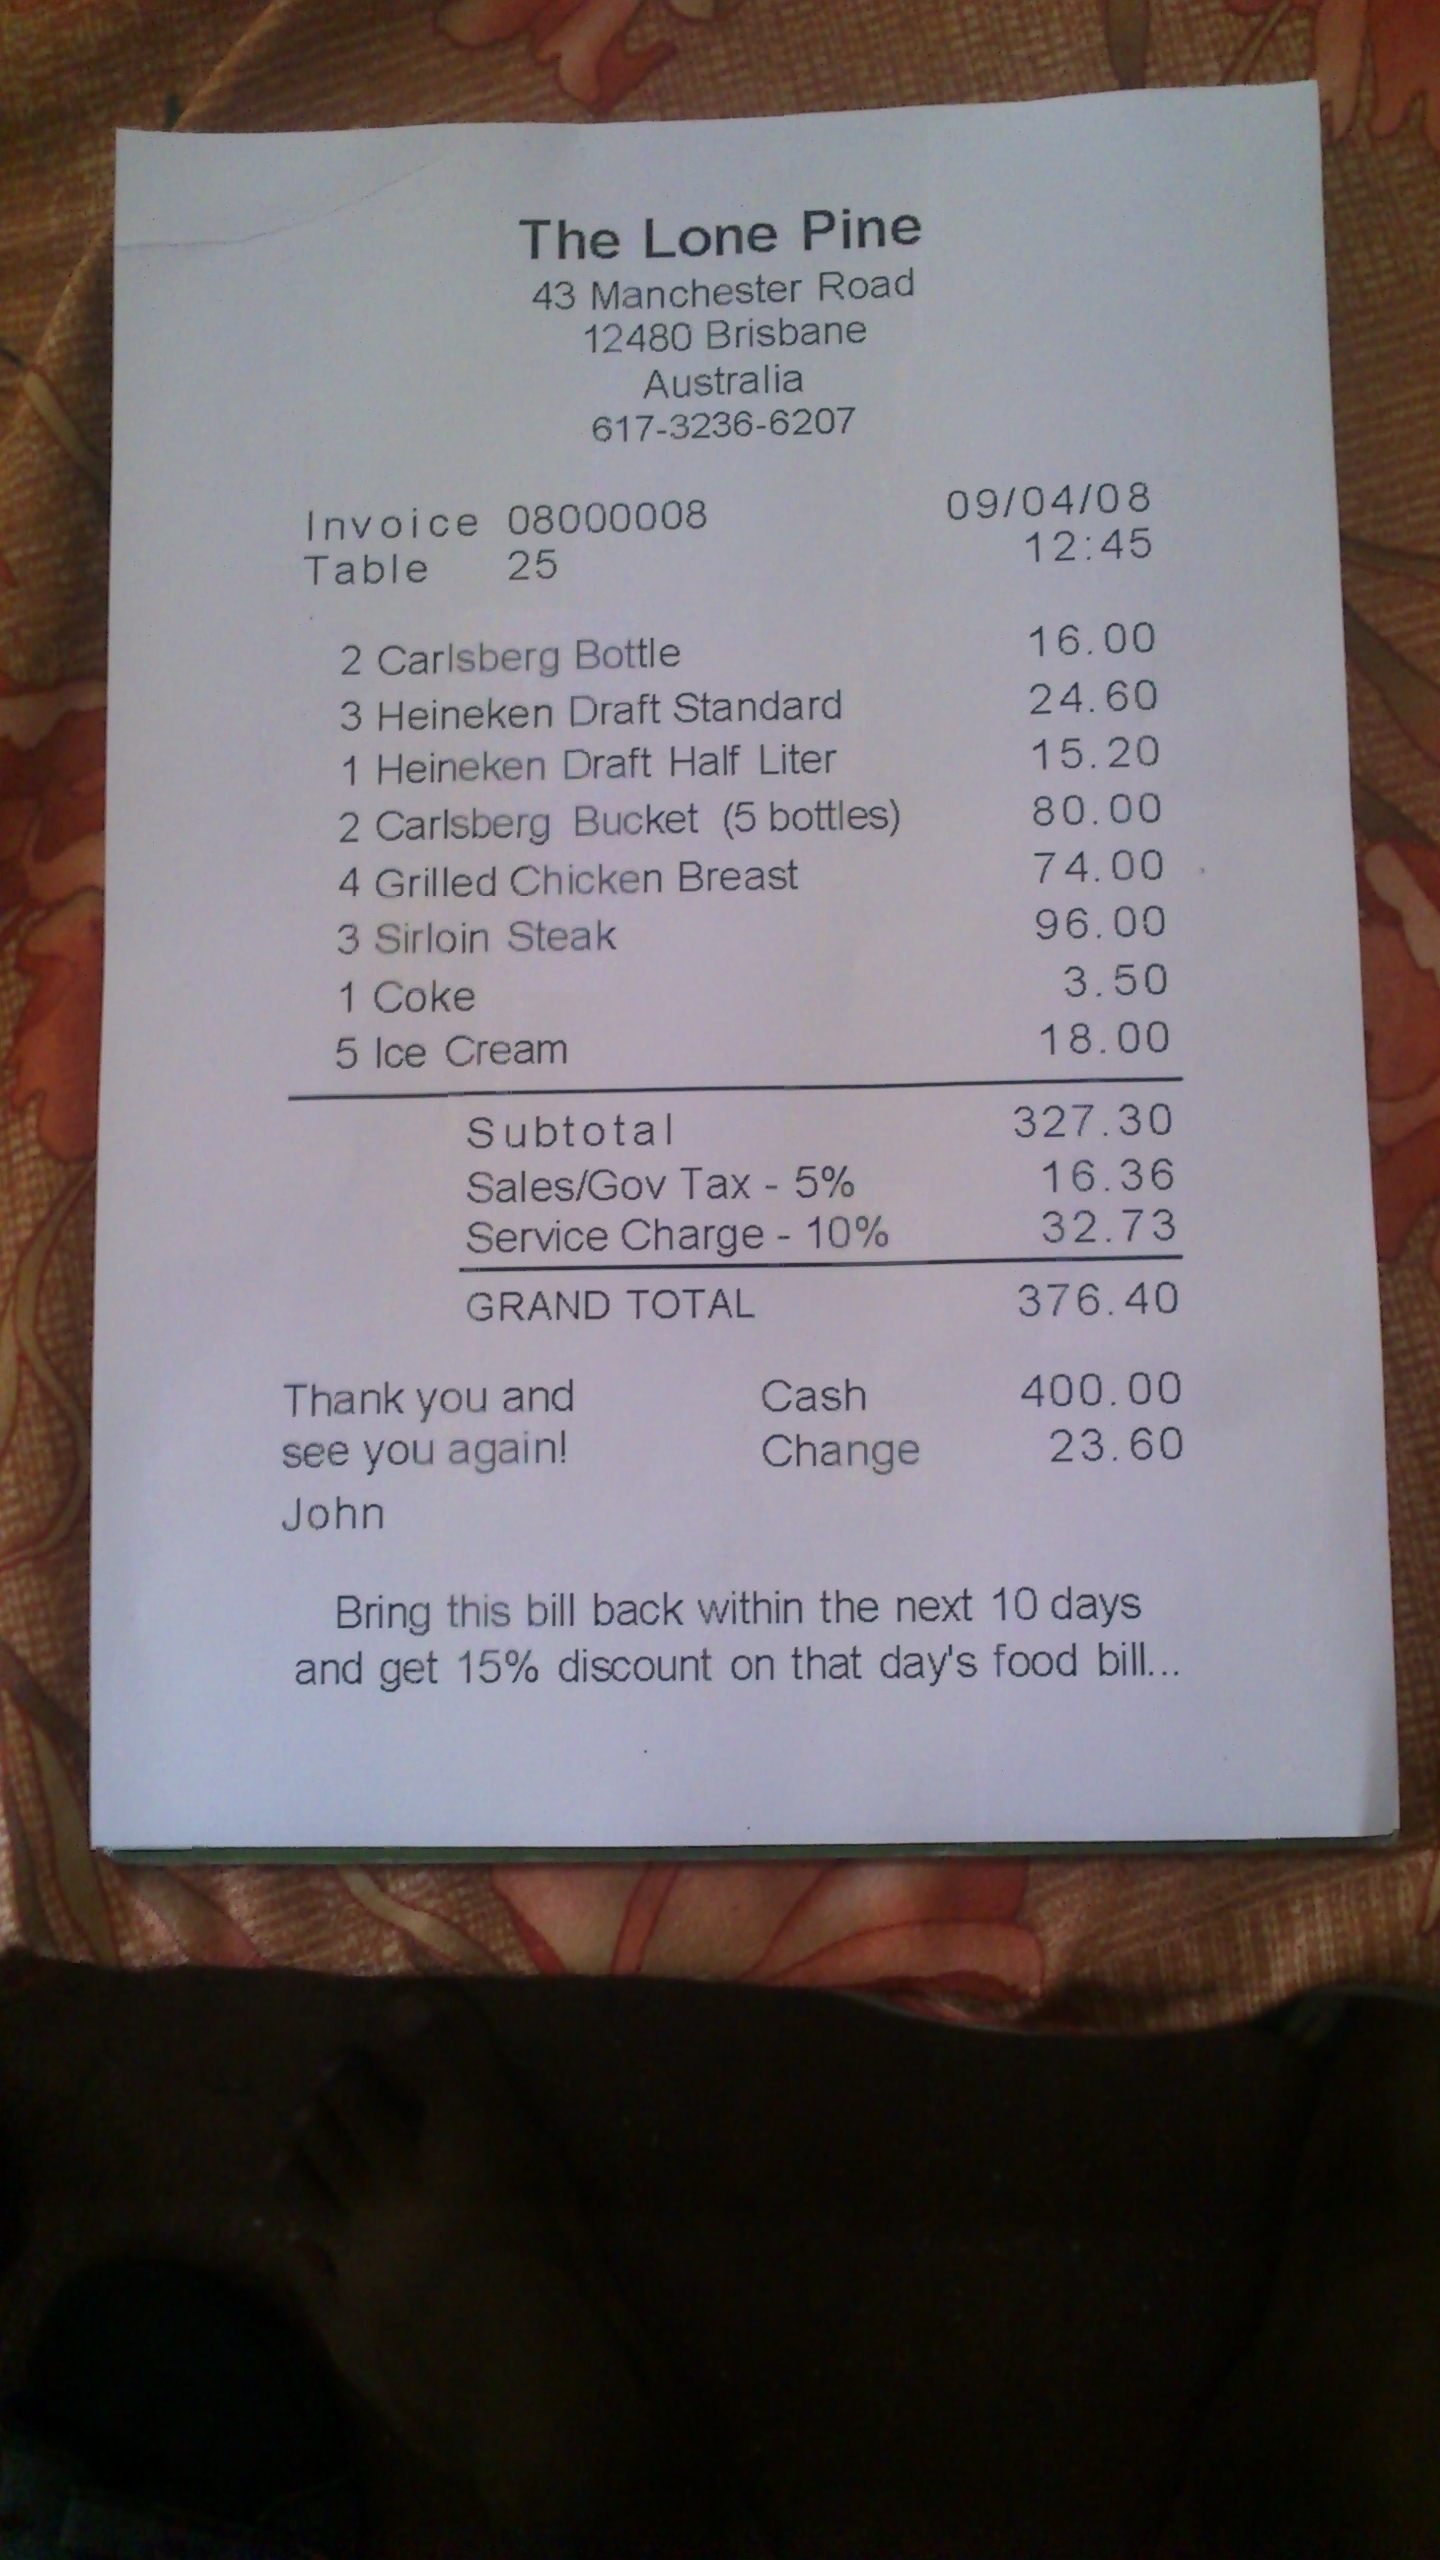 The Lone Pine
43 Manchester Road
12480 Brisbane
Australia
617-3236-6207
Invoice 08000008 09/04/08
Table 25 12:45
2 Carlsberg Bottle 16.00
3 Heineken Draft Standard 24.60
1 Heineken Draft Half Liter 15.20
2 Carlsberg Bucket (5 bottles) 80.00
4 Grilled Chicken Breast 74.00
3 Sirloin Steak 96.00
1 Coke 3.50
5 Ice Cream 18.00
Subtotal 327.30
Sales/Gov Tax - 5% 16.36
Service Charge - 10% 32.73
GRAND TOTAL 376.40
Thank you and Cash 400.00
see you again! Change 23.60
John
Bring this bill back within the next 10 days
and get 15% discount on that day's food bill...